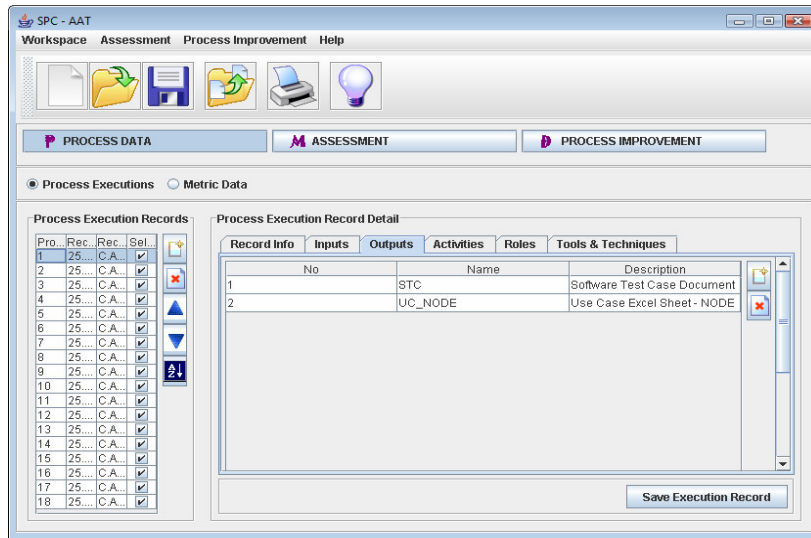 SPC - AAT
Workspace Assessment Process Improvement Help
P PROCESS DATA M ASSESSMENT D PROCESS IMPROVEMENT
Process Executions Metric Data
Process Execution Records
Pro... Rec... Rec... Sel...
1 25.... C.A...
2 25.... C.A...
3 25.... C.A...
4 25.... C.A...
5 25.... C.A...
6 25.... C.A...
7 25.... C.A...
8 25.... C.A...
9 25.... C.A...
10 25.... C.A...
11 25.... C.A...
12 25.... C.A...
13 25.... C.A...
14 25.... C.A...
15 25.... C.A...
16 25.... C.A...
17 25.... C.A...
18 25.... C.A...
A Z
Process Execution Record Detail
Record Info Inputs Outputs Activities Roles Tools & Techniques
No Name Description
1 STC Software Test Case Document
2 UC_NODE Use Case Excel Sheet - NODE
Save Execution Record